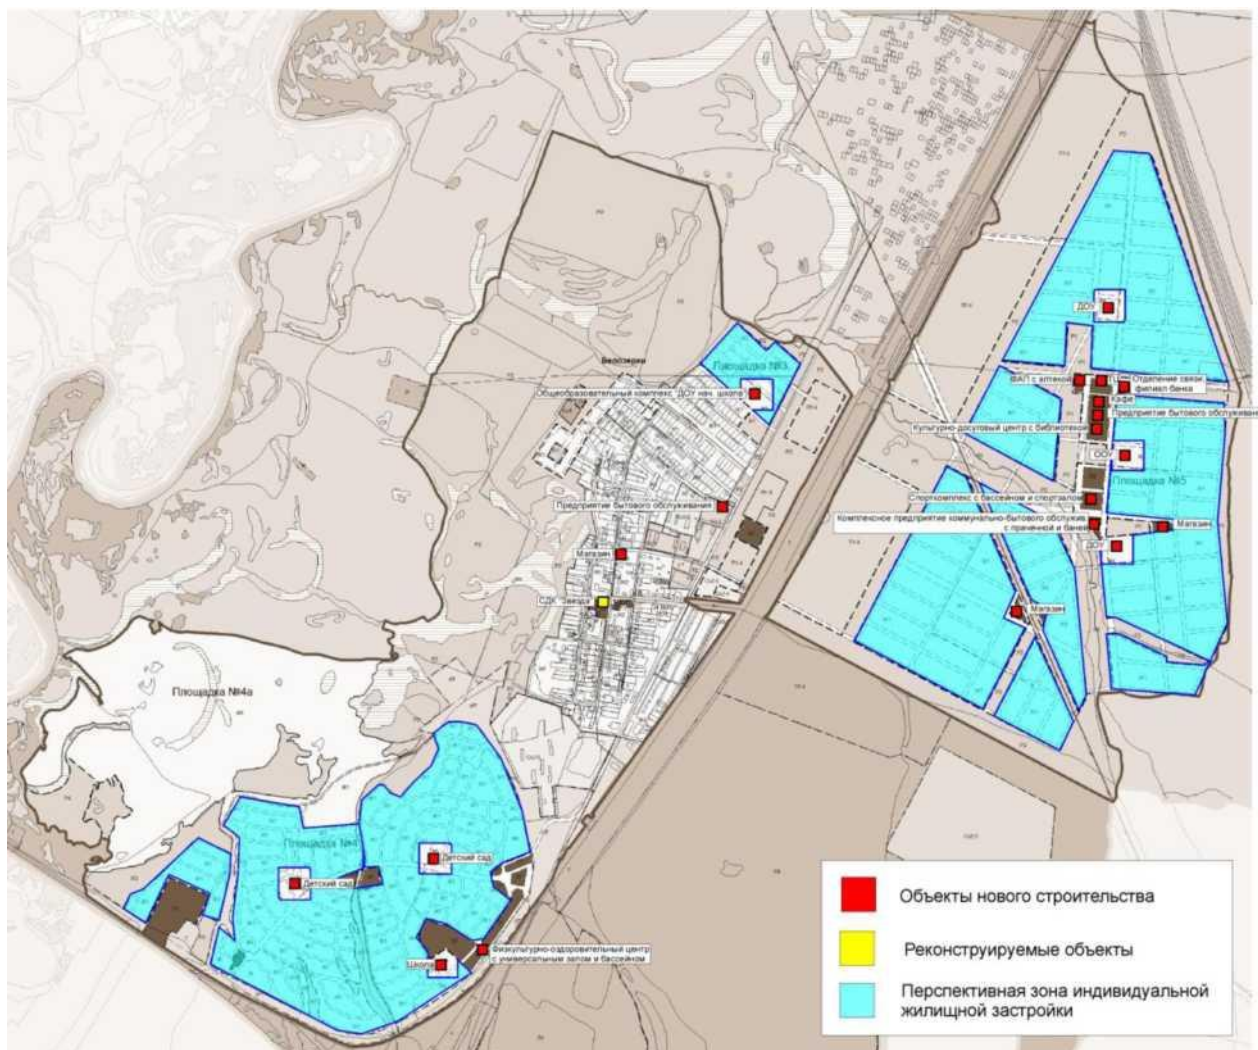 Белозерки
Площадка №3
Общеобразовательный комплекс "ДОУ нач. школа"
Предприятие бытового обслуживания
Магазин
СДК "Звезда"
Площадка №4а
Площадка №4
Детский сад
Детский сад
Школа
Физкультурно-оздоровительный центр
с универсальным залом и бассейном
ДОУ
ФАП с аптекой
Отделение связи,
филиал банка
Кафе
Предприятие бытового обслуживания
Культурно-досуговый центр с библиотекой
ООУ
Площадка №5
Спорткомплекс с бассейном и спортзалом
Комплексное предприятие коммунально-бытового обслужив.
с прачечной и баней
Магазин
ДОУ
Магазин
Объекты нового строительства
Реконструируемые объекты
Перспективная зона индивидуальной
жилищной застройки